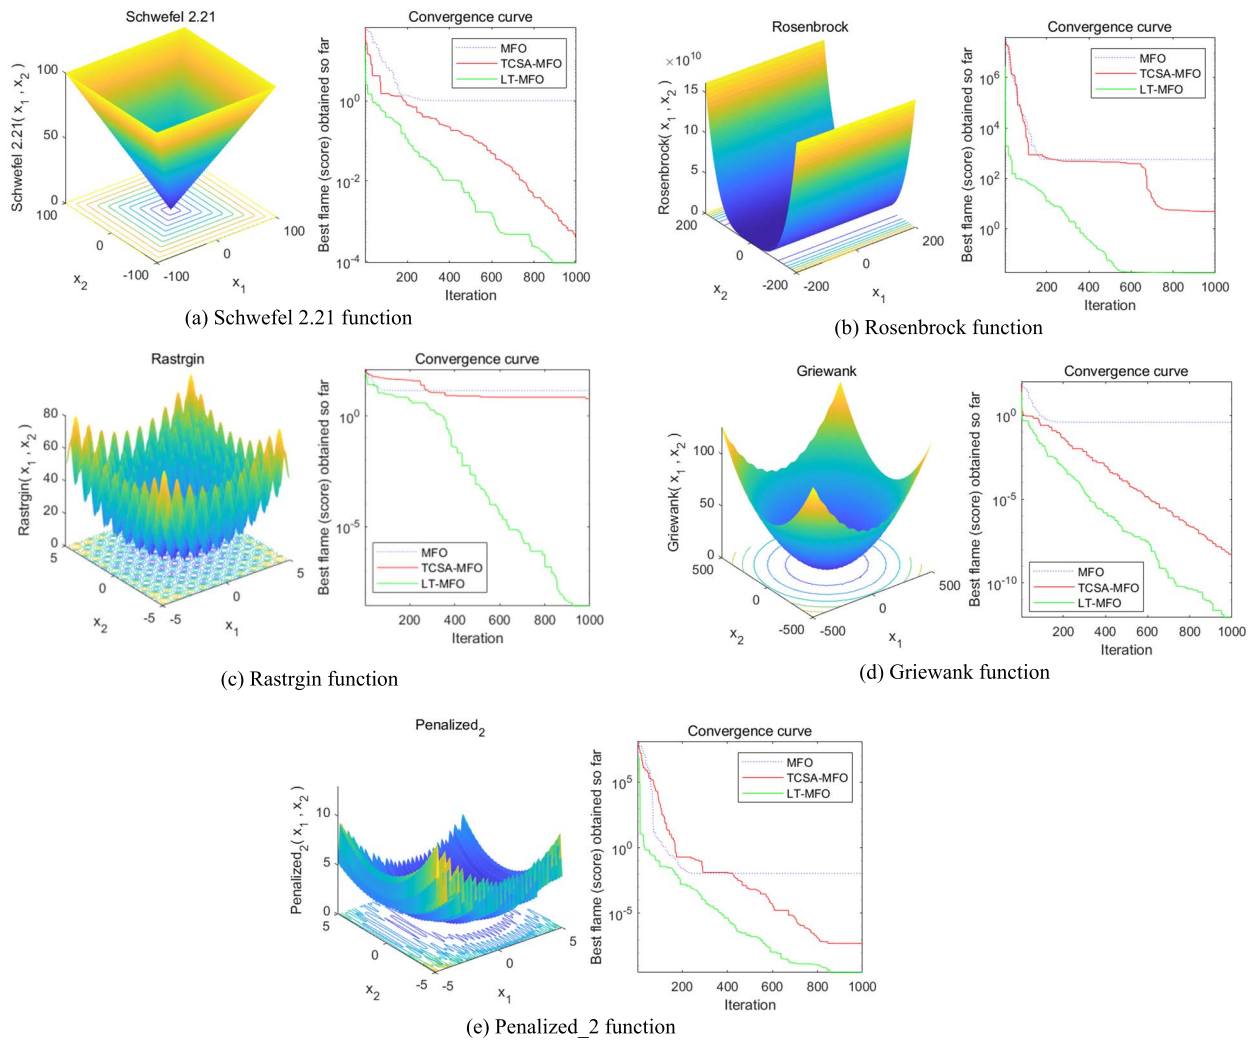 Schwefel 2.21
Schwefel 2.21( x1 , x2 )
100
50
0
100
0
-100
-100
0
100
x2
x1
Convergence curve
Best flame (score) obtained so far
MFO
TCSA-MFO
LT-MFO
10^0
10^-2
10^-4
200 400 600 800 1000
Iteration
(a) Schwefel 2.21 function
Rosenbrock
×10^10
Rosenbrock( x1 , x2 )
15
10
5
0
200
0
-200
-200
0
200
x2
x1
Convergence curve
Best flame (score) obtained so far
MFO
TCSA-MFO
LT-MFO
10^6
10^4
10^2
10^0
200 400 600 800 1000
Iteration
(b) Rosenbrock function
Rastrgin
Rastrgin( x1 , x2 )
80
60
40
20
0
5
0
-5
-5
0
5
x2
x1
Convergence curve
Best flame (score) obtained so far
10^0
10^-5
MFO
TCSA-MFO
LT-MFO
200 400 600 800 1000
Iteration
(c) Rastrgin function
Griewank
Griewank( x1 , x2 )
100
50
0
500
0
-500
-500
0
500
x2
x1
Convergence curve
Best flame (score) obtained so far
10^0
10^-5
10^-10
MFO
TCSA-MFO
LT-MFO
200 400 600 800 1000
Iteration
(d) Griewank function
Penalized2
Penalized2( x1 , x2 )
10
5
0
5
0
-5
-5
0
5
x2
x1
Convergence curve
Best flame (score) obtained so far
MFO
TCSA-MFO
LT-MFO
10^5
10^0
10^-5
200 400 600 800 1000
Iteration
(e) Penalized_2 function